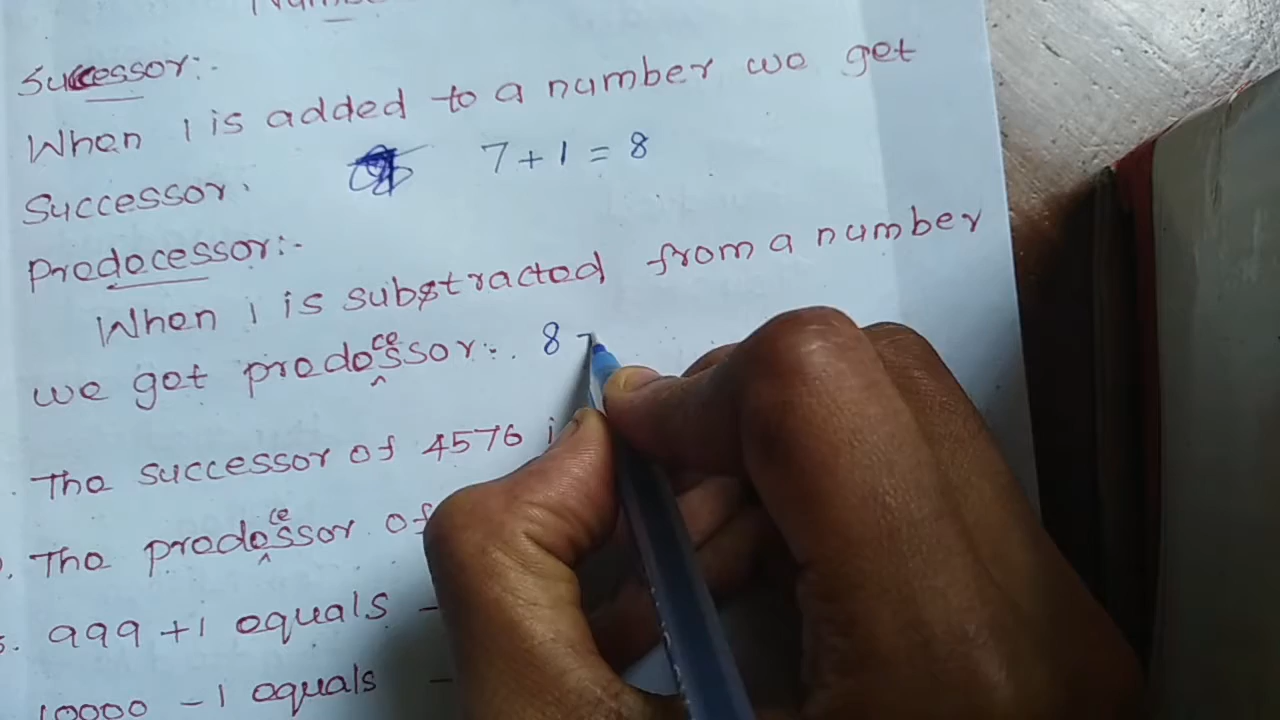 Successor:-
When 1 is added to a number we get
Successor.
7 + 1 = 8
Predecessor:-
When 1 is substracted from a number
we get predecessor:. 8 -
The successor of 4576 i
The predecessor of
999 +1 equals -
10000 -1 equals -